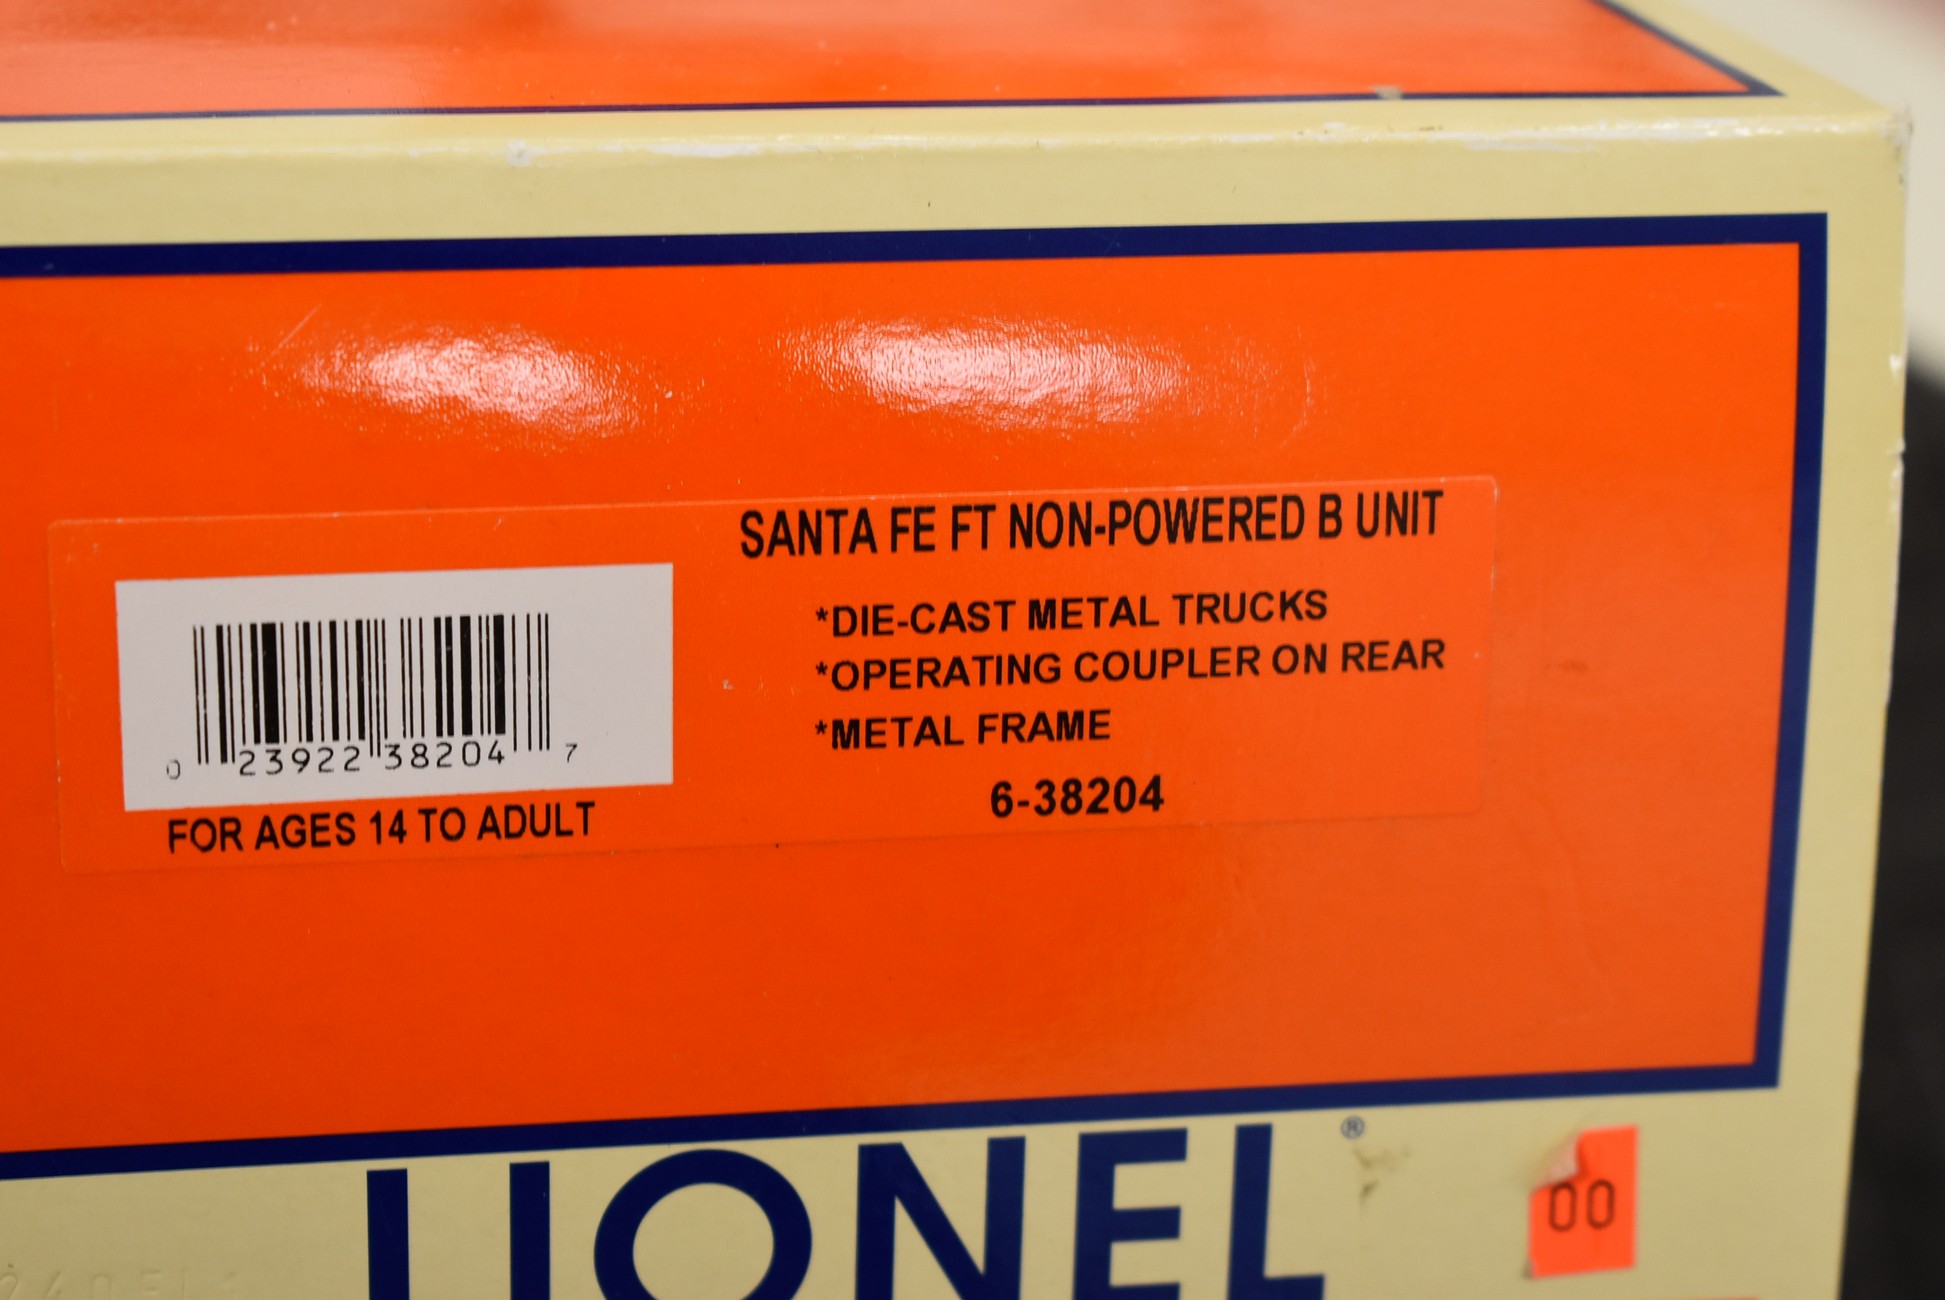 SANTA FE FT NON-POWERED B UNIT
*DIE-CAST METAL TRUCKS
*OPERATING COUPLER ON REAR
*METAL FRAME
6-38204
0 23922 38204 7
FOR AGES 14 TO ADULT
LIONEL®
00